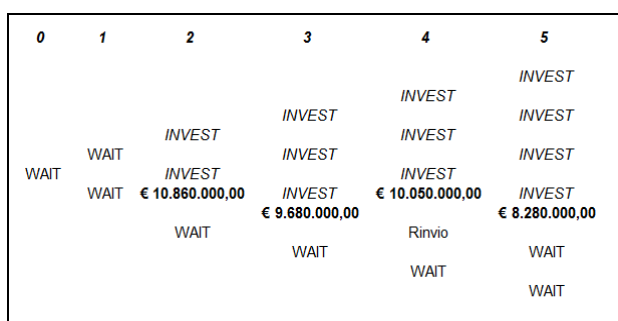 0 1 2 3 4 5
INVEST
INVEST
INVEST INVEST
INVEST INVEST
WAIT INVEST INVEST
WAIT INVEST INVEST
WAIT € 10.860.000,00 INVEST € 10.050.000,00 INVEST
€ 9.680.000,00 € 8.280.000,00
WAIT Rinvio
WAIT WAIT
WAIT
WAIT